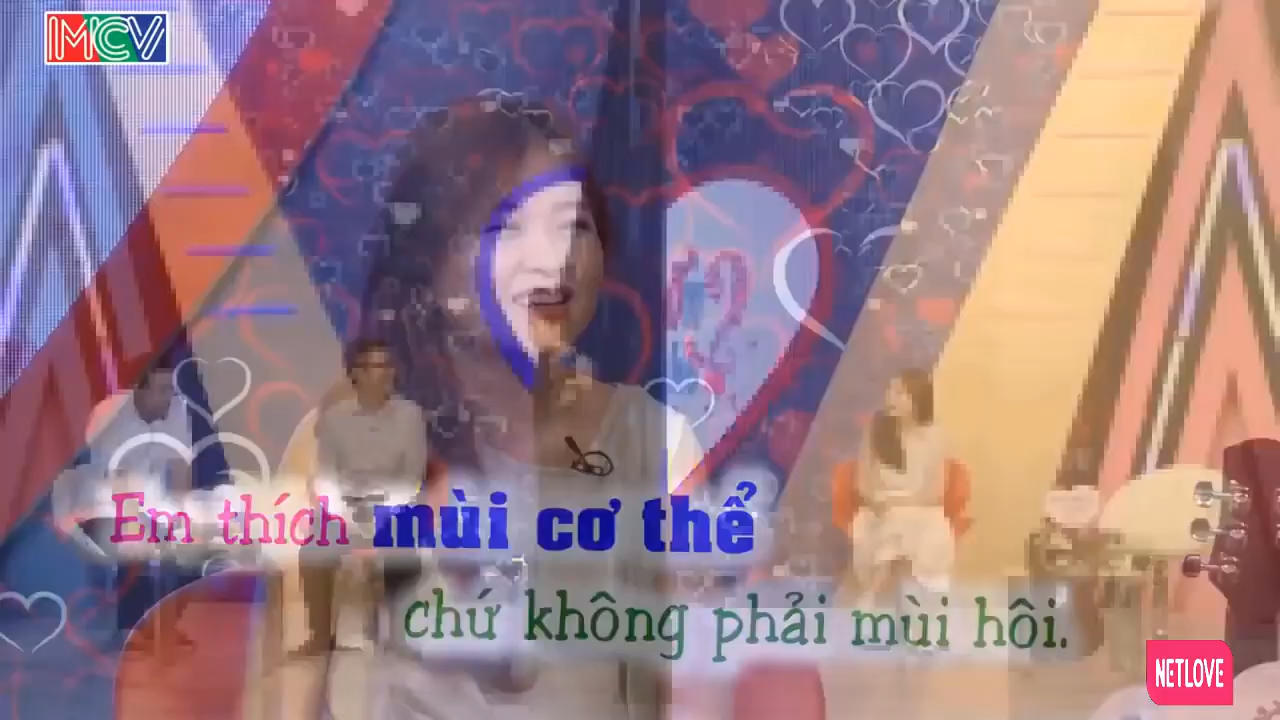 MCV
Em thích mùi cơ thể
chứ không phải mùi hôi.
NETLOVE